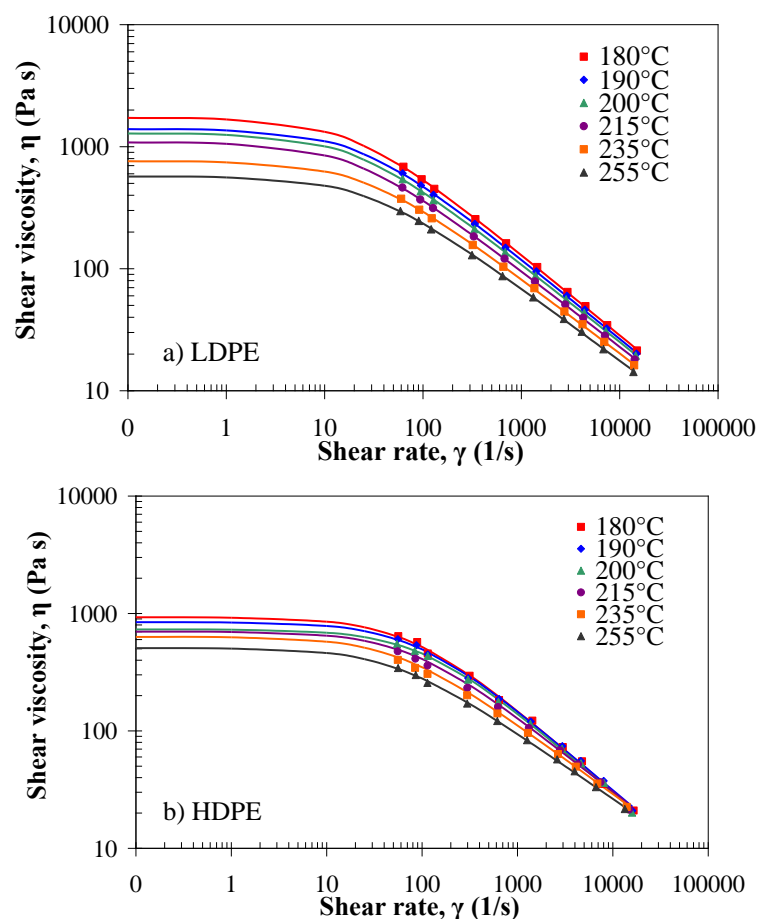 10000
1000
100
10
Shear viscosity, η (Pa s)
180°C
190°C
200°C
215°C
235°C
255°C
a) LDPE
0 1 10 100 1000 10000 100000
Shear rate, γ (1/s)
10000
1000
100
10
Shear viscosity, η (Pa s)
180°C
190°C
200°C
215°C
235°C
255°C
b) HDPE
0 1 10 100 1000 10000 100000
Shear rate, γ (1/s)